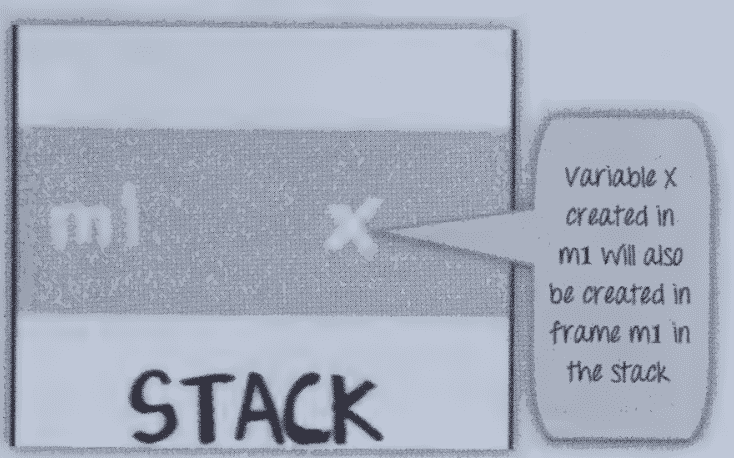 m1 x
Variable x
created in
m1 will also
be created in
frame m1 in
the stack
STACK